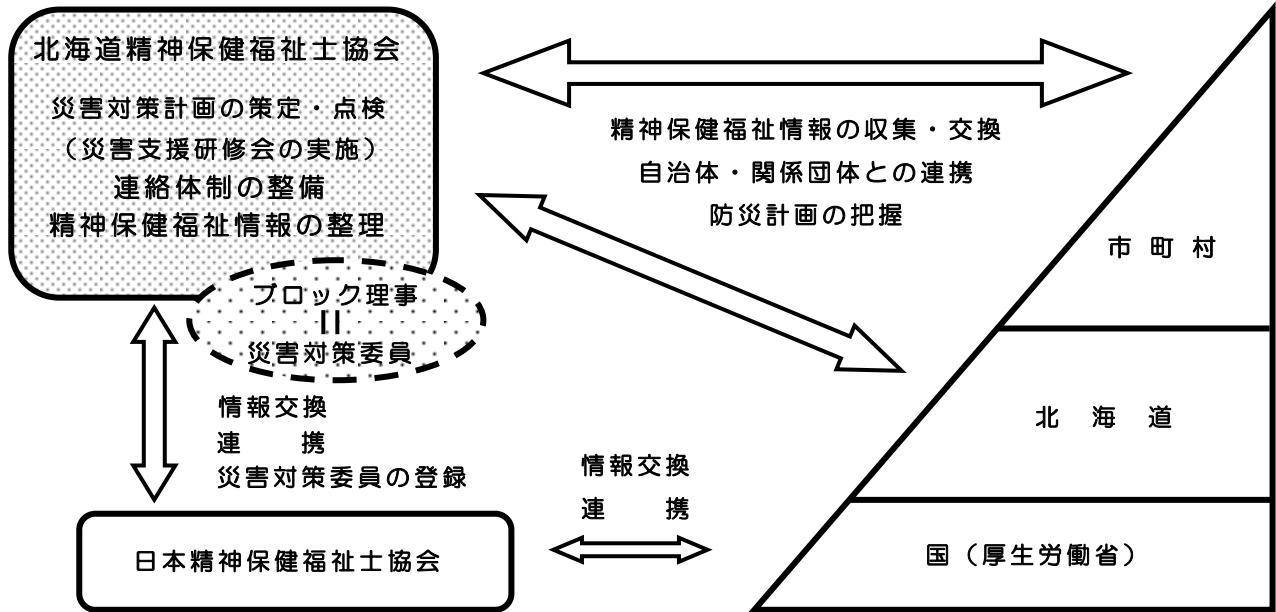 北海道精神保健福祉士協会
災害対策計画の策定・点検
（災害支援研修会の実施）
連絡体制の整備
精神保健福祉情報の整理
ブロック理事
||
災害対策委員
精神保健福祉情報の収集・交換
自治体・関係団体との連携
防災計画の把握
市 町 村
北 海 道
国（厚生労働省）
情報交換
連 携
災害対策委員の登録
情報交換
連 携
日本精神保健福祉士協会